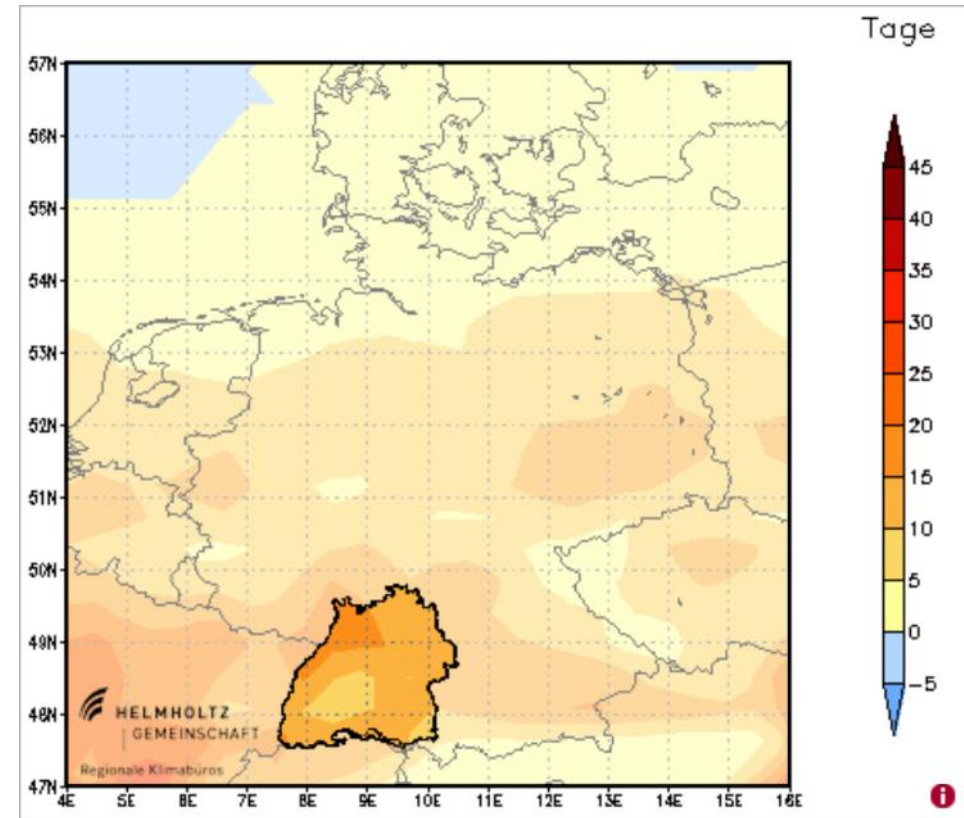 Tage
57N
56N
55N
54N
53N
52N
51N
50N
49N
48N
47N
4E 5E 6E 7E 8E 9E 10E 11E 12E 13E 14E 15E 16E
45
40
35
30
25
20
15
10
5
0
−5
HELMHOLTZ
GEMEINSCHAFT
Regionale Klimabüros
i